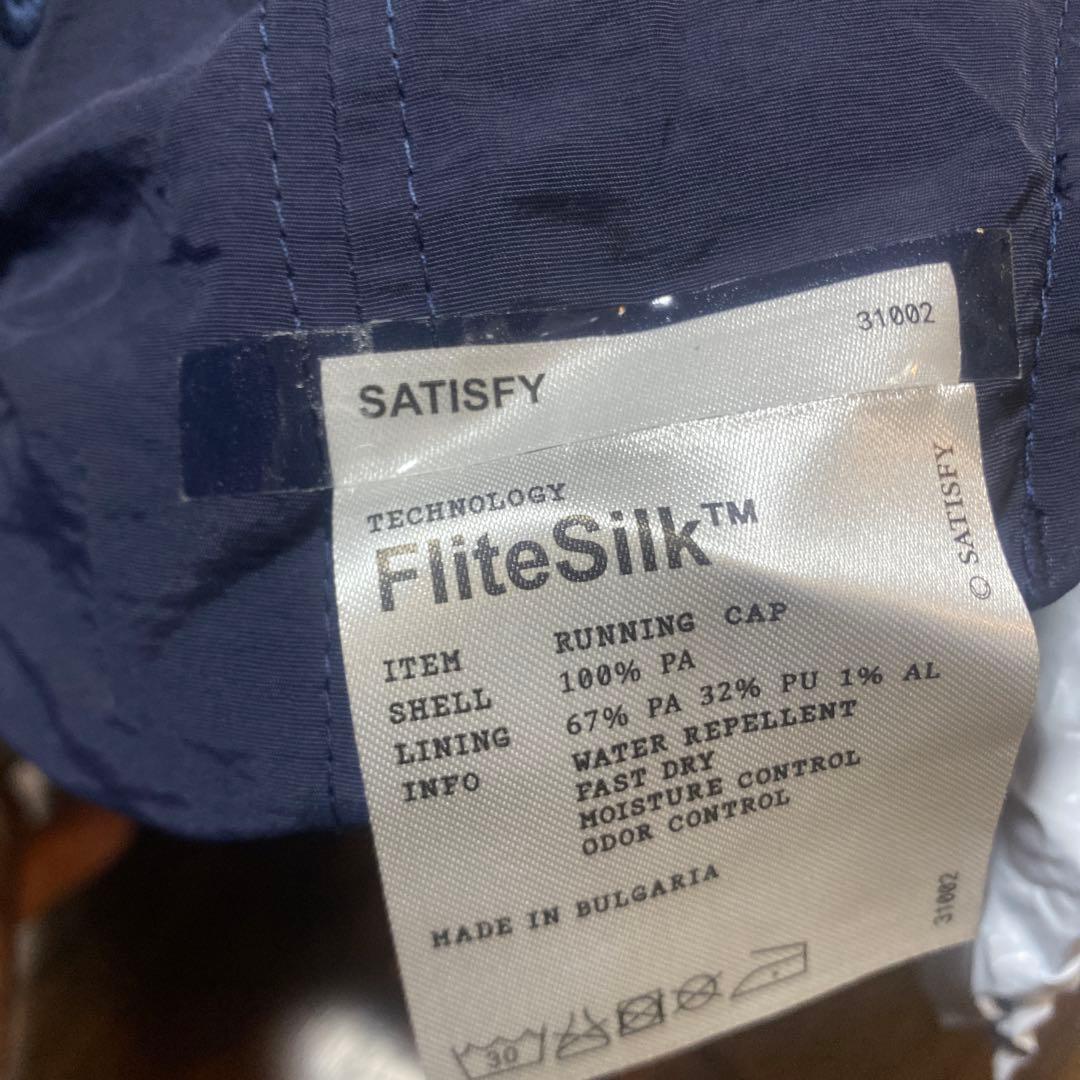 31002
SATISFY
TECHNOLOGY
FliteSilk™
ITEM RUNNING CAP
SHELL 100% PA
LINING 67% PA 32% PU 1% AL
INFO WATER REPELLENT
FAST DRY
MOISTURE CONTROL
ODOR CONTROL
MADE IN BULGARIA
30
© SATISFY
31002